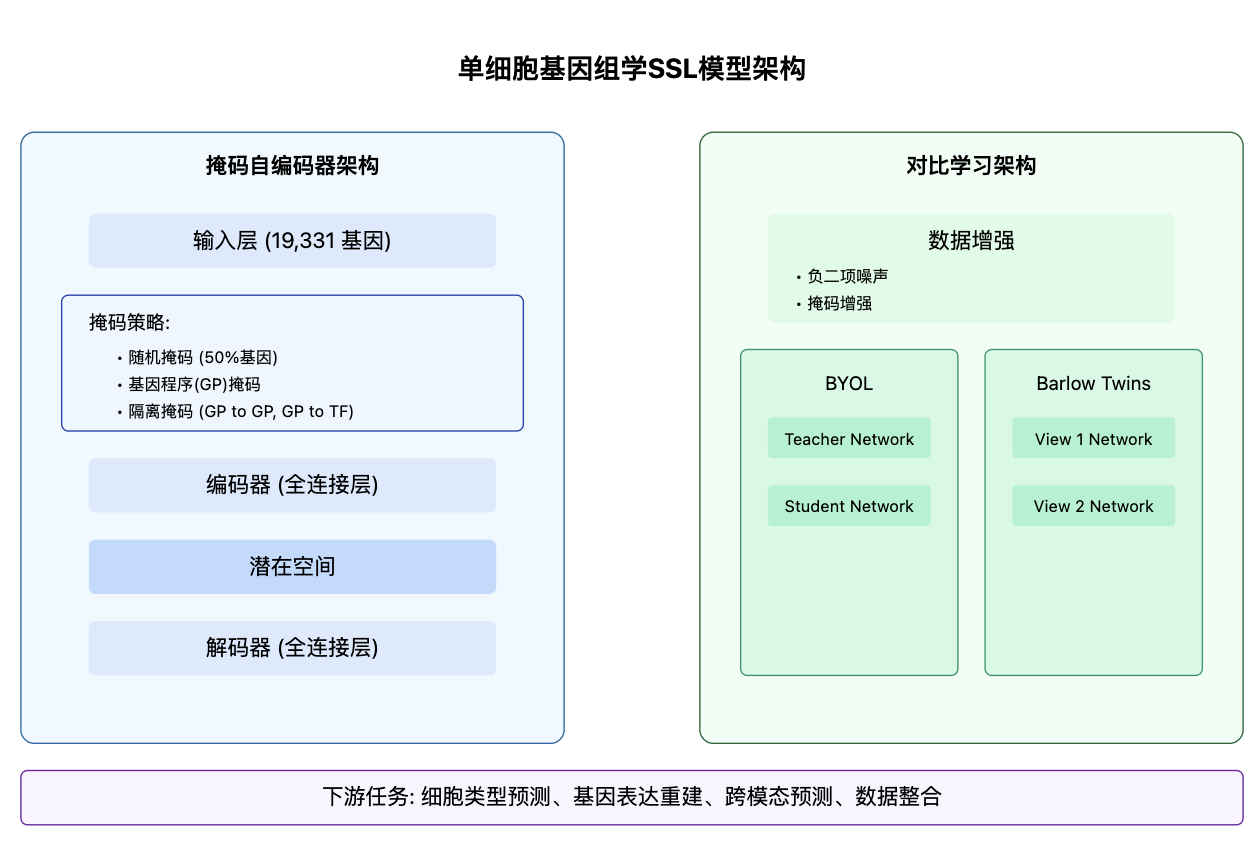 单细胞基因组学SSL模型架构
掩码自编码器架构
输入层 (19,331 基因)
掩码策略:
• 随机掩码 (50%基因)
• 基因程序(GP)掩码
• 隔离掩码 (GP to GP, GP to TF)
编码器 (全连接层)
潜在空间
解码器 (全连接层)
对比学习架构
数据增强
• 负二项噪声
• 掩码增强
BYOL
Teacher Network
Student Network
Barlow Twins
View 1 Network
View 2 Network
下游任务: 细胞类型预测、基因表达重建、跨模态预测、数据整合